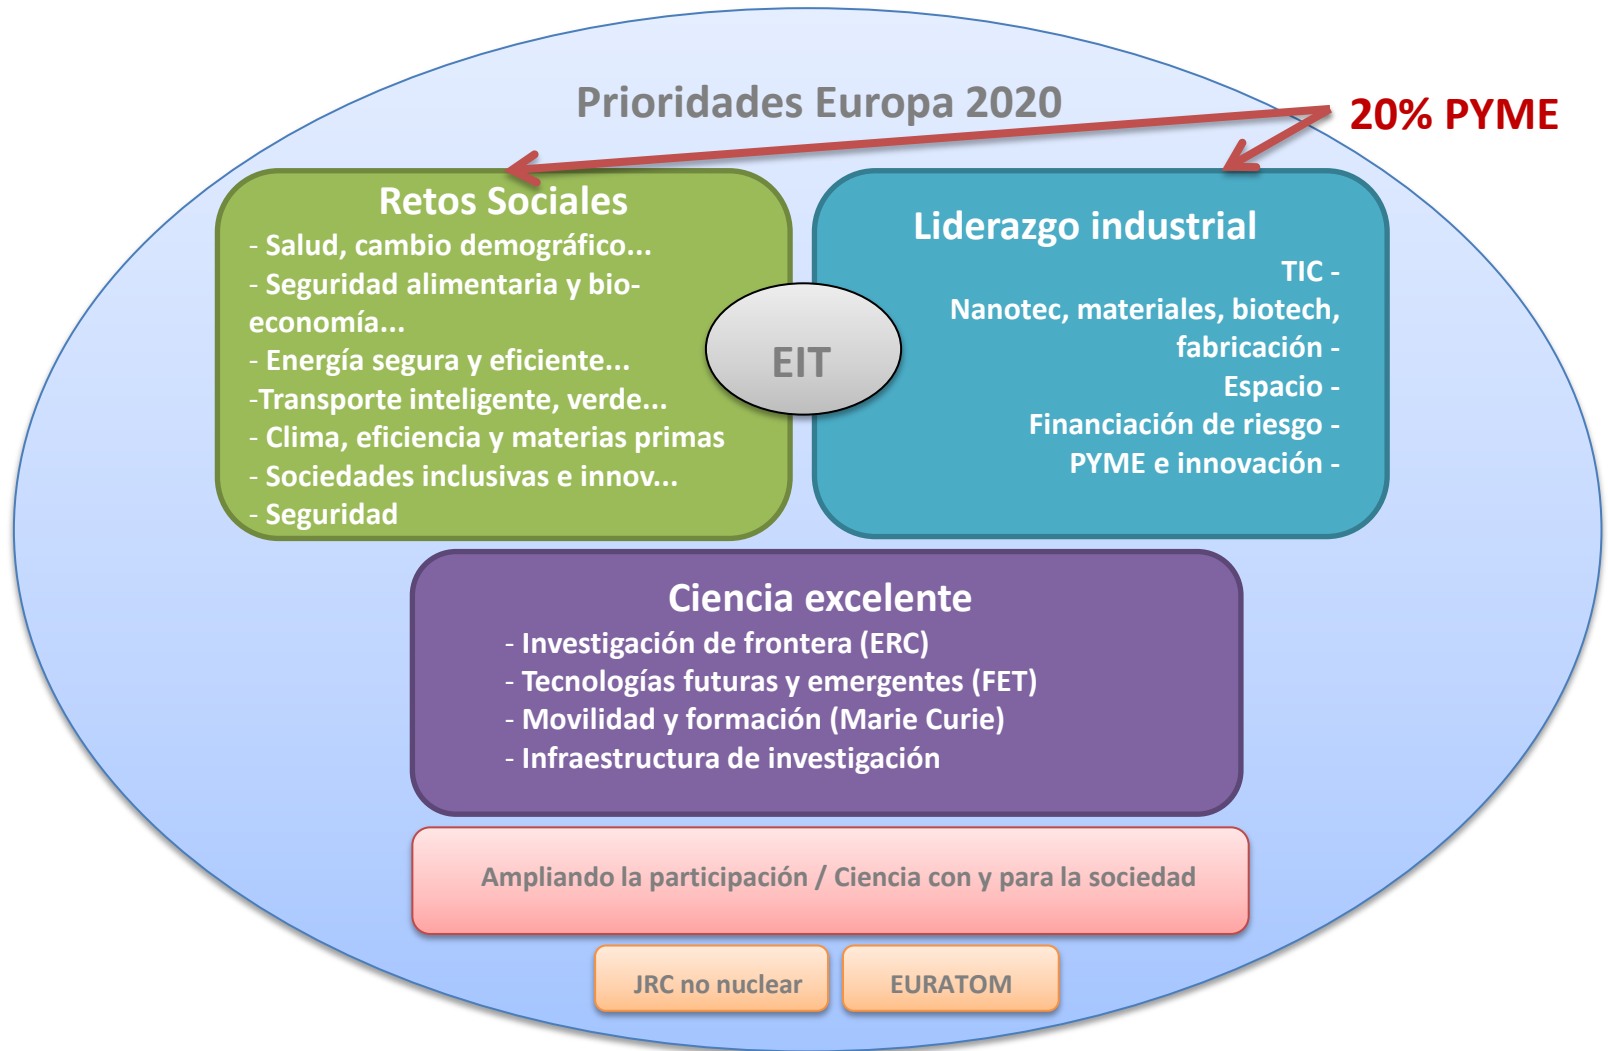 Prioridades Europa 2020
20% PYME
Retos Sociales
- Salud, cambio demográfico...
- Seguridad alimentaria y bio-
economía...
- Energía segura y eficiente...
-Transporte inteligente, verde...
- Clima, eficiencia y materias primas
- Sociedades inclusivas e innov...
- Seguridad
EIT
Liderazgo industrial
TIC -
Nanotec, materiales, biotech,
fabricación -
Espacio -
Financiación de riesgo -
PYME e innovación -
Ciencia excelente
- Investigación de frontera (ERC)
- Tecnologías futuras y emergentes (FET)
- Movilidad y formación (Marie Curie)
- Infraestructura de investigación
Ampliando la participación / Ciencia con y para la sociedad
JRC no nuclear
EURATOM